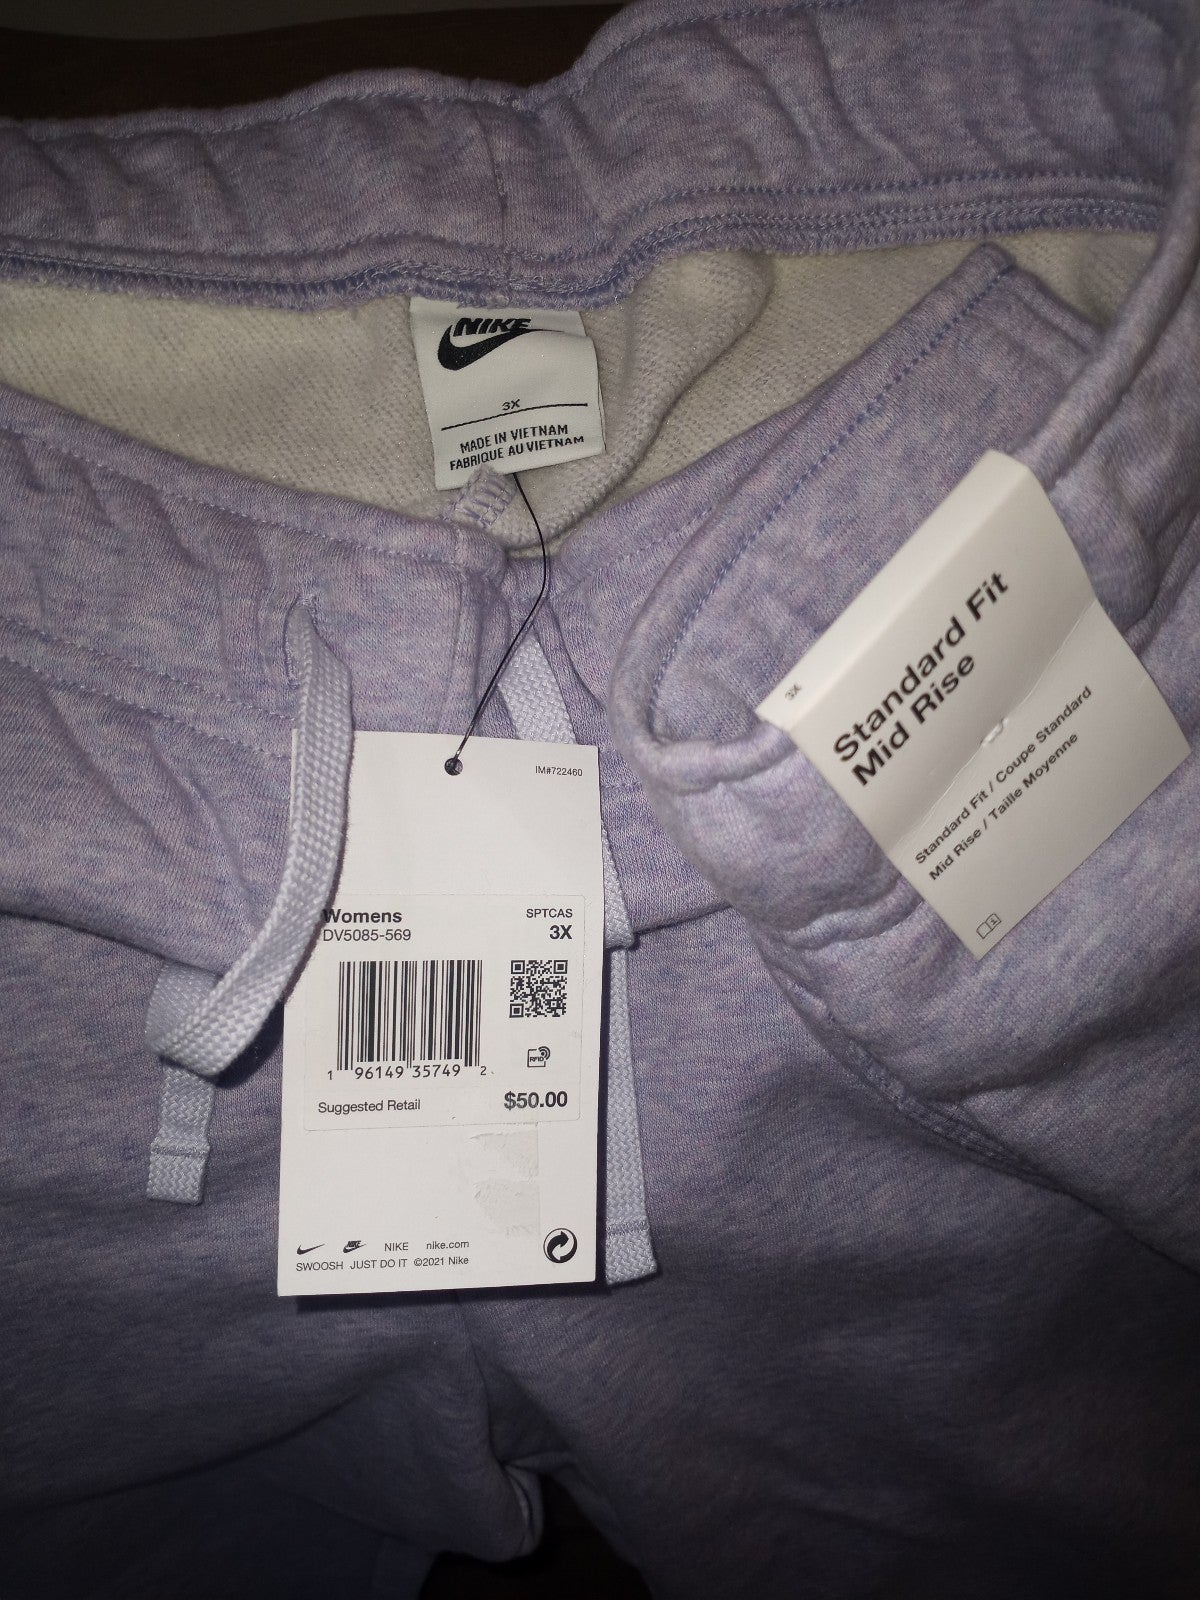 NIKE
3X
MADE IN VIETNAM
FABRIQUE AU VIETNAM
3X
Standard Fit
Mid Rise
Standard Fit / Coupe Standard
Mid Rise / Taille Moyenne
IM#722460
Womens SPTCAS
DV5085-569 3X
1 96149 35749 2
RFID
Suggested Retail $50.00
NIKE NIKE nike.com
SWOOSH JUST DO IT ©2021 Nike